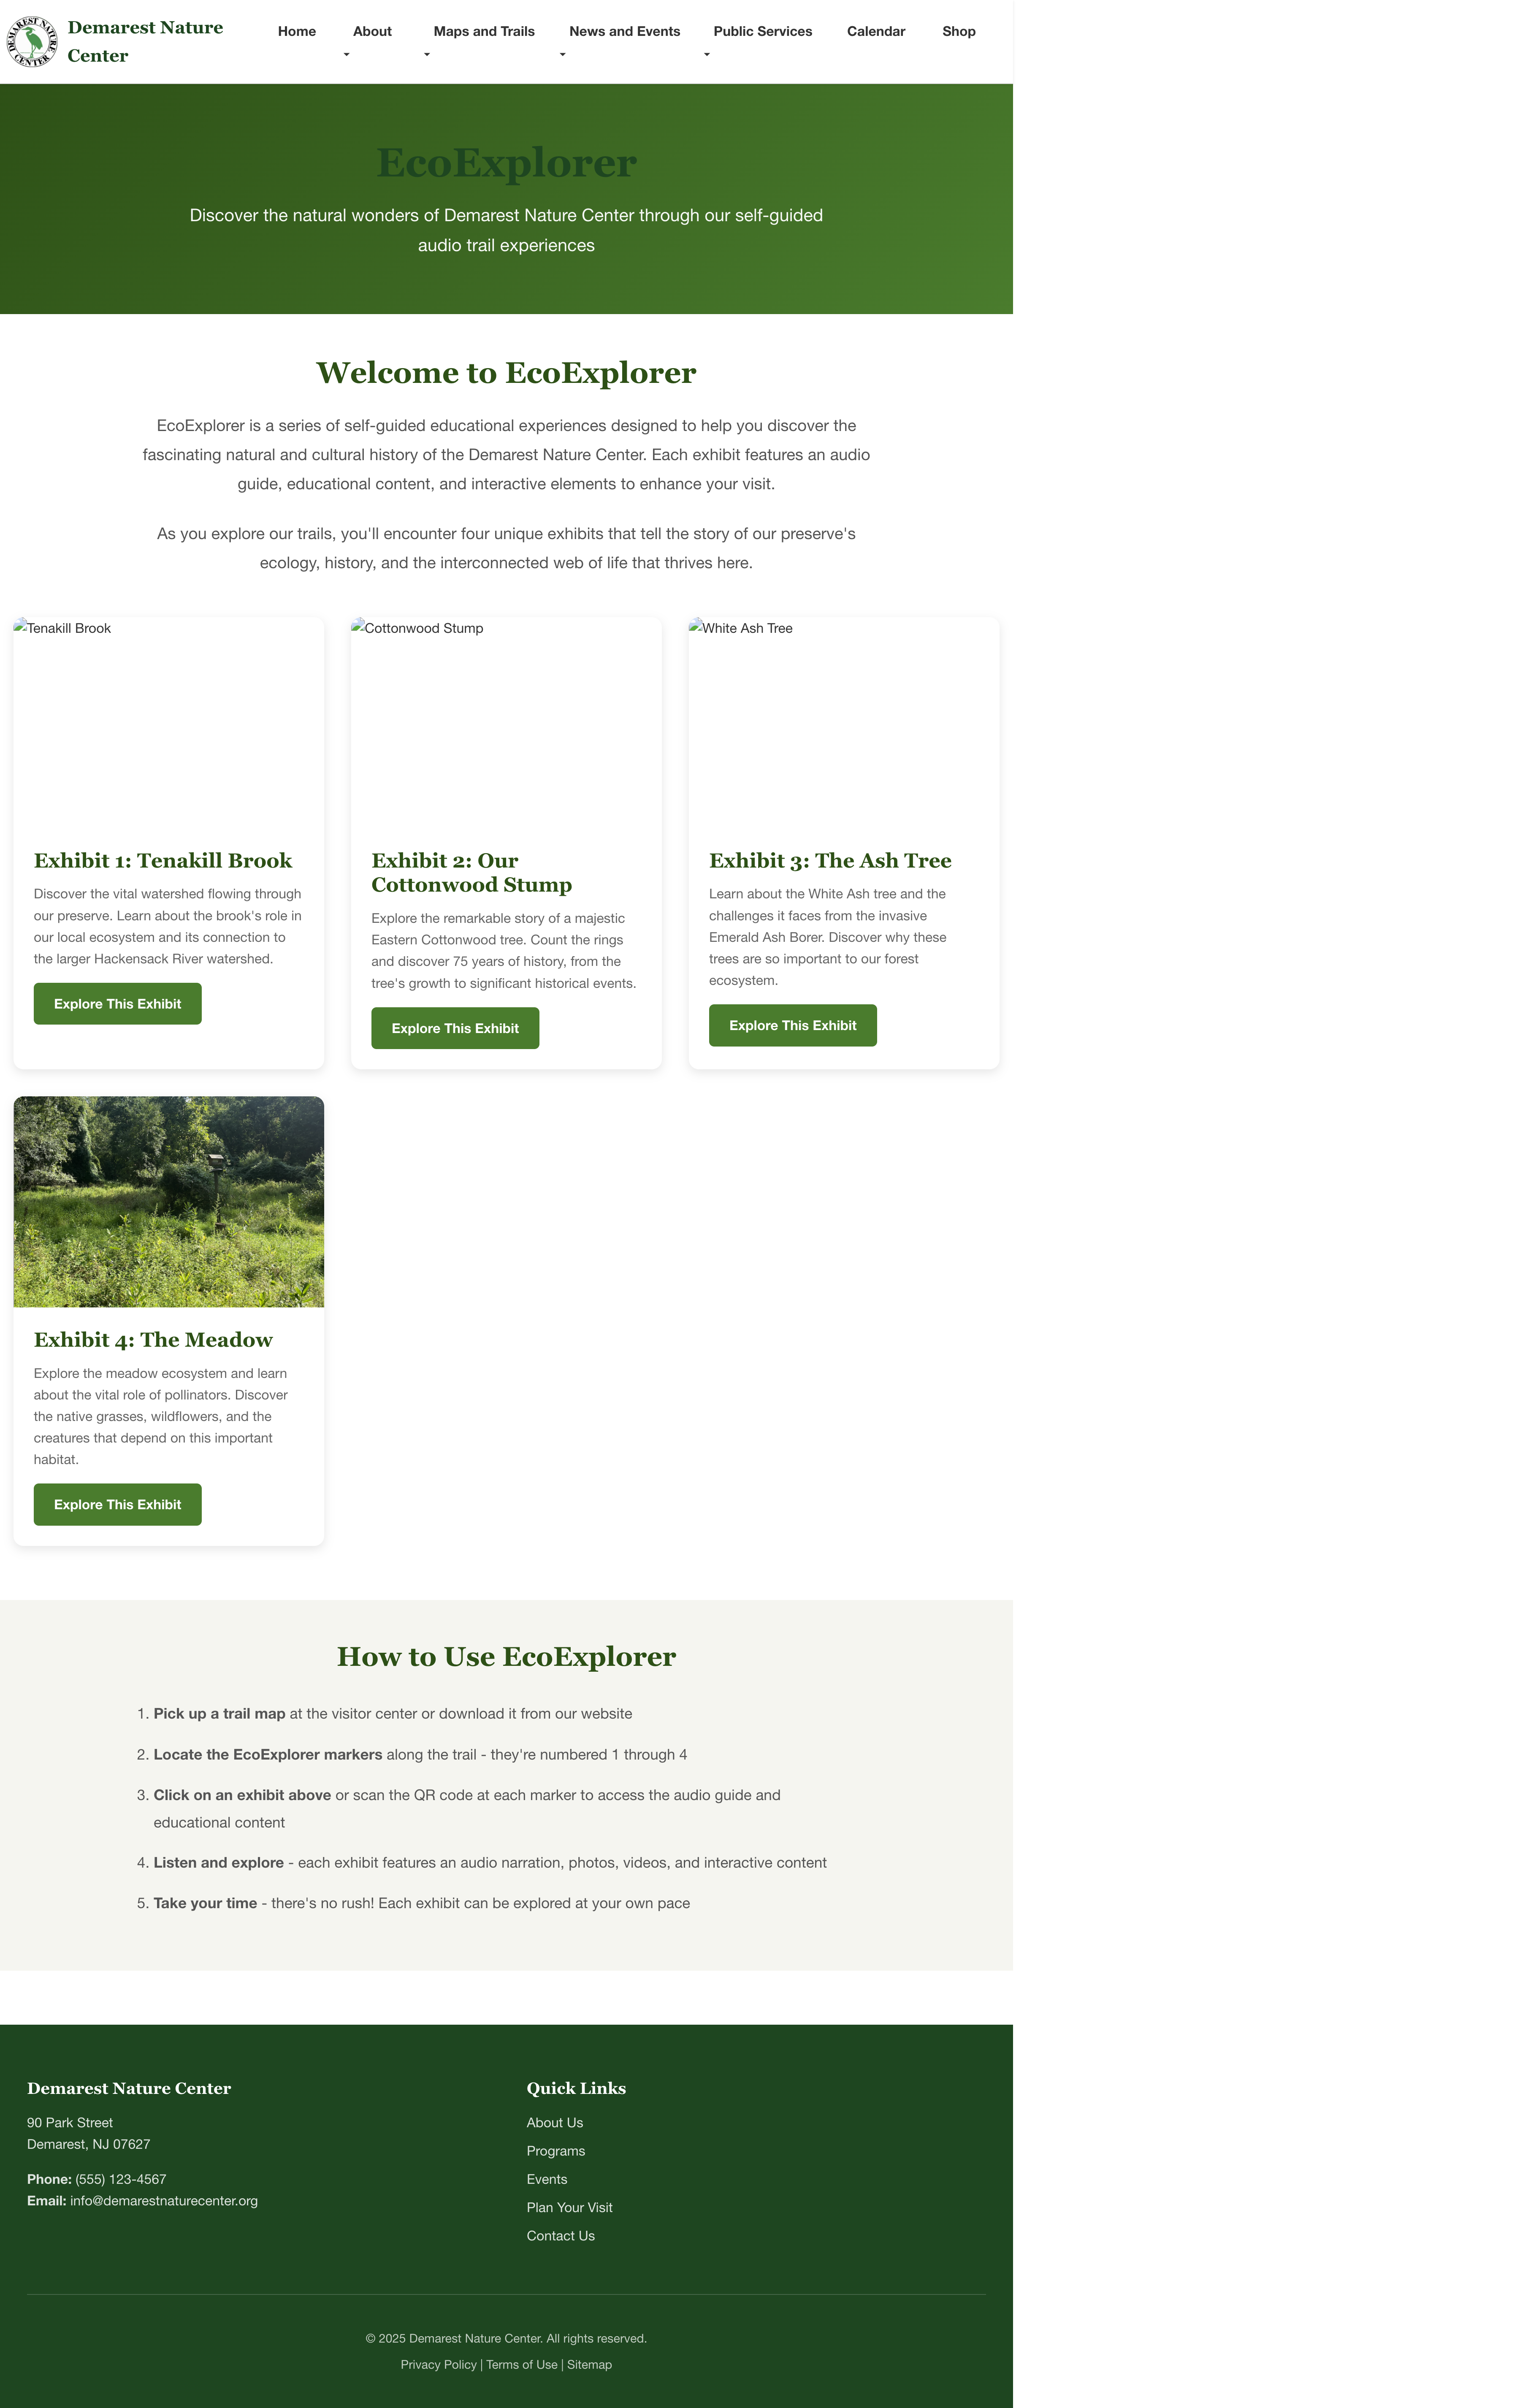 DEMAREST NATURE CENTER
Demarest Nature
Center
Home
About
Maps and Trails
News and Events
Public Services
Calendar
Shop
EcoExplorer
Discover the natural wonders of Demarest Nature Center through our self-guided
audio trail experiences
Welcome to EcoExplorer
EcoExplorer is a series of self-guided educational experiences designed to help you discover the
fascinating natural and cultural history of the Demarest Nature Center. Each exhibit features an audio
guide, educational content, and interactive elements to enhance your visit.
As you explore our trails, you'll encounter four unique exhibits that tell the story of our preserve's
ecology, history, and the interconnected web of life that thrives here.
Tenakill Brook
Exhibit 1: Tenakill Brook
Discover the vital watershed flowing through
our preserve. Learn about the brook's role in
our local ecosystem and its connection to
the larger Hackensack River watershed.
Explore This Exhibit
Cottonwood Stump
Exhibit 2: Our
Cottonwood Stump
Explore the remarkable story of a majestic
Eastern Cottonwood tree. Count the rings
and discover 75 years of history, from the
tree's growth to significant historical events.
Explore This Exhibit
White Ash Tree
Exhibit 3: The Ash Tree
Learn about the White Ash tree and the
challenges it faces from the invasive
Emerald Ash Borer. Discover why these
trees are so important to our forest
ecosystem.
Explore This Exhibit
Exhibit 4: The Meadow
Explore the meadow ecosystem and learn
about the vital role of pollinators. Discover
the native grasses, wildflowers, and the
creatures that depend on this important
habitat.
Explore This Exhibit
How to Use EcoExplorer
1. Pick up a trail map at the visitor center or download it from our website
2. Locate the EcoExplorer markers along the trail - they're numbered 1 through 4
3. Click on an exhibit above or scan the QR code at each marker to access the audio guide and
educational content
4. Listen and explore - each exhibit features an audio narration, photos, videos, and interactive content
5. Take your time - there's no rush! Each exhibit can be explored at your own pace
Demarest Nature Center
90 Park Street
Demarest, NJ 07627
Phone: (555) 123-4567
Email: info@demarestnaturecenter.org
Quick Links
About Us
Programs
Events
Plan Your Visit
Contact Us
© 2025 Demarest Nature Center. All rights reserved.
Privacy Policy | Terms of Use | Sitemap